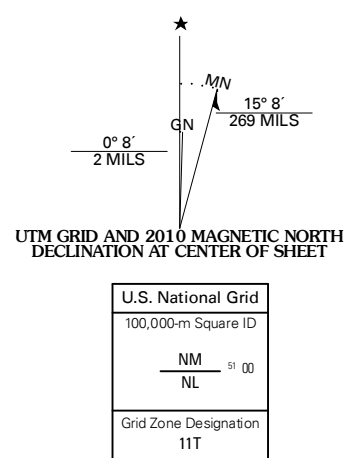 ★
MN
GN
15° 8´
269 MILS
0° 8´
2 MILS
UTM GRID AND 2010 MAGNETIC NORTH
DECLINATION AT CENTER OF SHEET
U.S. National Grid
100,000-m Square ID
NM
51 00
NL
Grid Zone Designation
11T